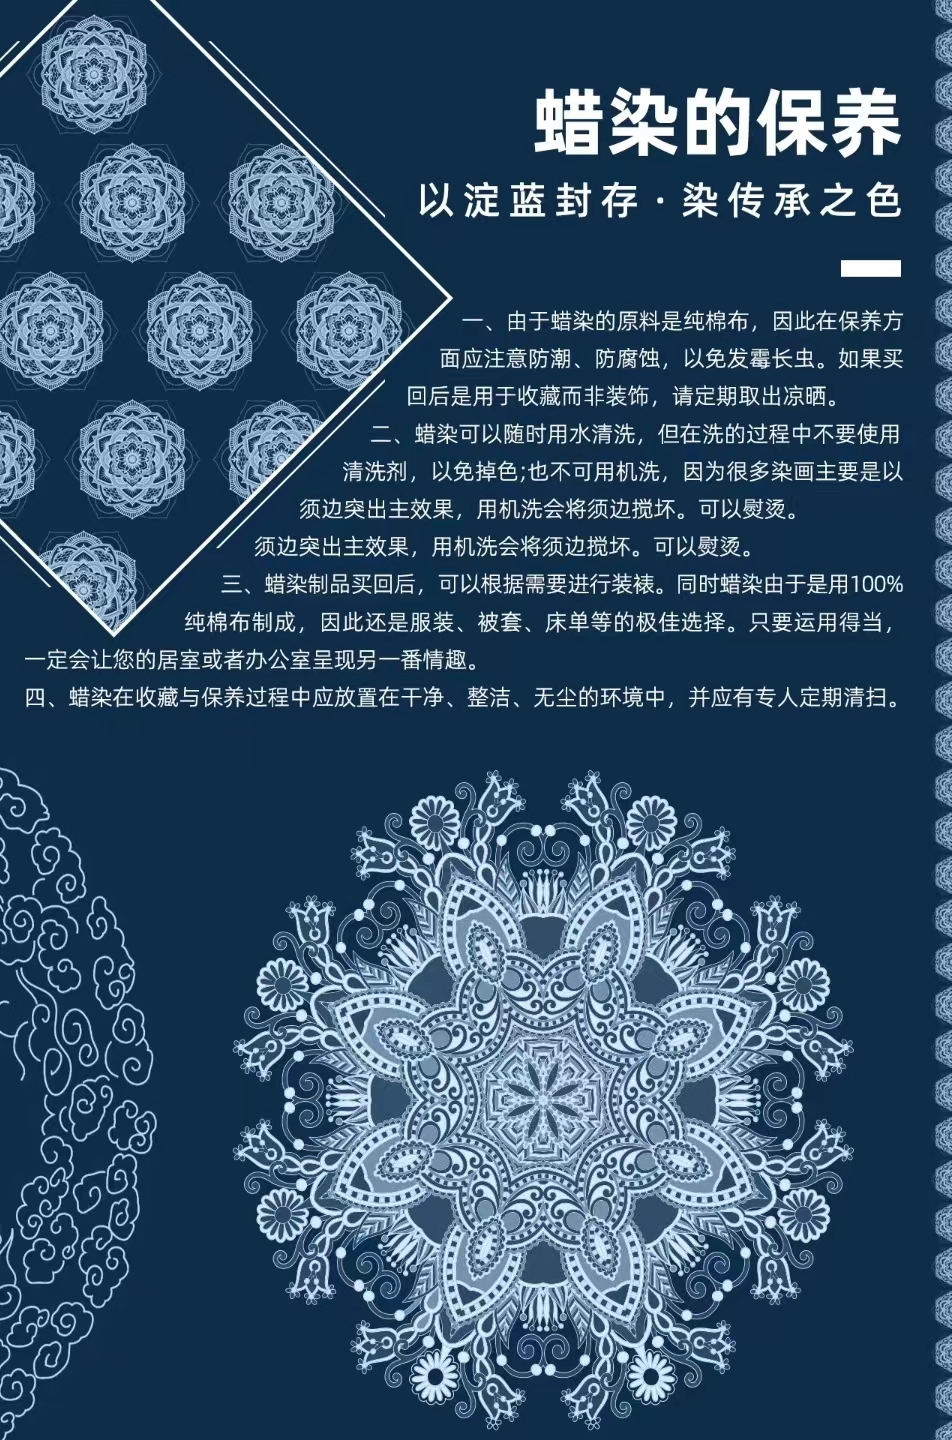 蜡染的保养
以淀蓝封存·染传承之色
一、由于蜡染的原料是纯棉布，因此在保养方
面应注意防潮、防腐蚀，以免发霉长虫。如果买
回后是用于收藏而非装饰，请定期取出凉晒。
二、蜡染可以随时用水清洗，但在洗的过程中不要使用
清洗剂，以免掉色;也不可用机洗，因为很多染画主要是以
须边突出主效果，用机洗会将须边搅坏。可以熨烫。
须边突出主效果，用机洗会将须边搅坏。可以熨烫。
三、蜡染制品买回后，可以根据需要进行装裱。同时蜡染由于是用100%
纯棉布制成，因此还是服装、被套、床单等的极佳选择。只要运用得当，
一定会让您的居室或者办公室呈现另一番情趣。
四、蜡染在收藏与保养过程中应放置在干净、整洁、无尘的环境中，并应有专人定期清扫。